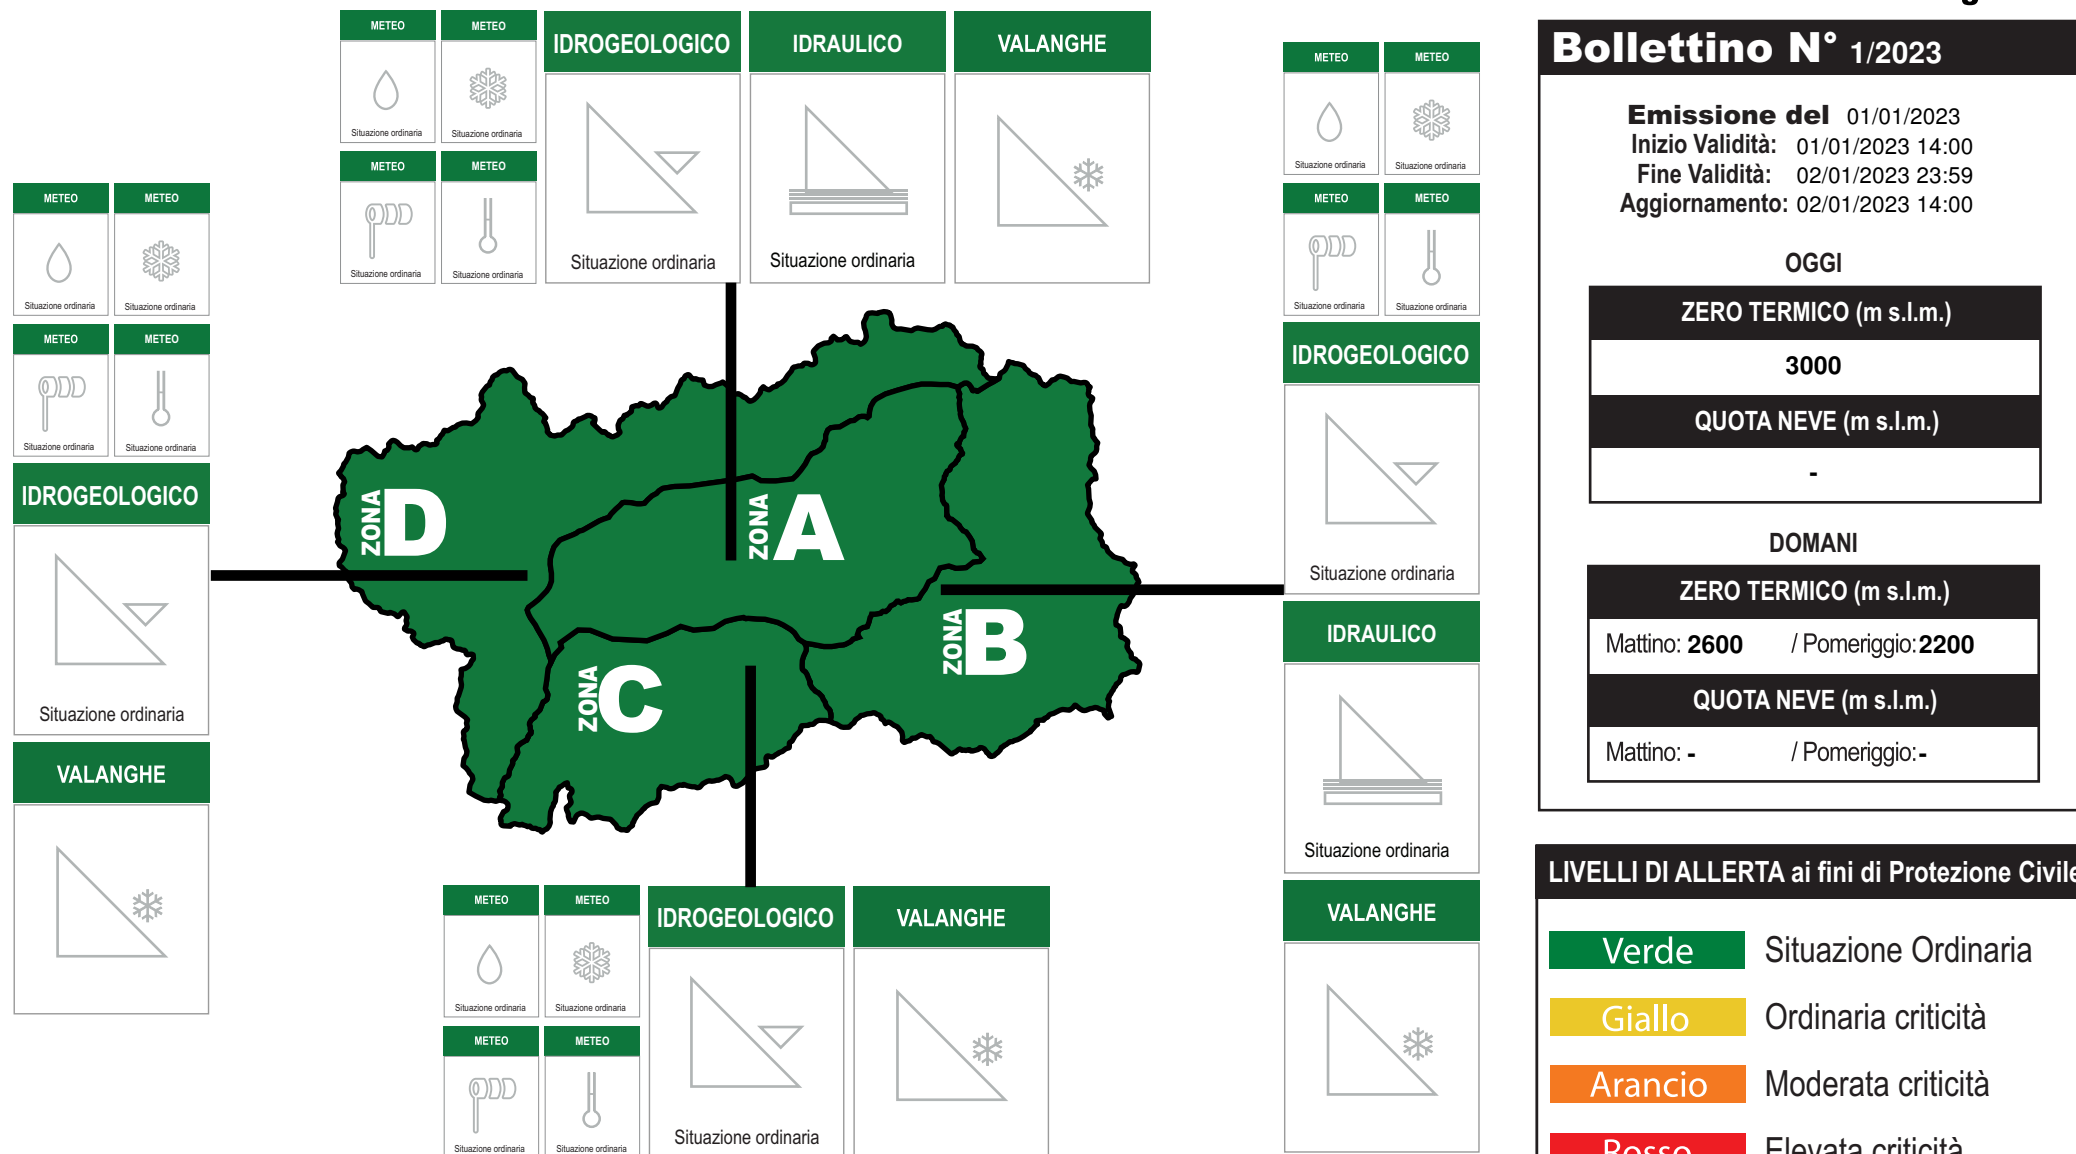 METEO METEO
Situazione ordinaria Situazione ordinaria
METEO METEO
Situazione ordinaria Situazione ordinaria
IDROGEOLOGICO
Situazione ordinaria
IDRAULICO
Situazione ordinaria
VALANGHE
METEO METEO
Situazione ordinaria Situazione ordinaria
METEO METEO
Situazione ordinaria Situazione ordinaria
IDROGEOLOGICO
Situazione ordinaria
VALANGHE
ZONA D
ZONA A
ZONA B
ZONA C
METEO METEO
Situazione ordinaria Situazione ordinaria
METEO METEO
Situazione ordinaria Situazione ordinaria
IDROGEOLOGICO
Situazione ordinaria
VALANGHE
METEO METEO
Situazione ordinaria Situazione ordinaria
METEO METEO
Situazione ordinaria Situazione ordinaria
IDROGEOLOGICO
Situazione ordinaria
IDRAULICO
Situazione ordinaria
VALANGHE
Bollettino N° 1/2023
Emissione del 01/01/2023
Inizio Validità: 01/01/2023 14:00
Fine Validità: 02/01/2023 23:59
Aggiornamento: 02/01/2023 14:00
OGGI
ZERO TERMICO (m s.l.m.)
3000
QUOTA NEVE (m s.l.m.)
-
DOMANI
ZERO TERMICO (m s.l.m.)
Mattino: 2600 / Pomeriggio: 2200
QUOTA NEVE (m s.l.m.)
Mattino: - / Pomeriggio: -
LIVELLI DI ALLERTA ai fini di Protezione Civile
Verde Situazione Ordinaria
Giallo Ordinaria criticità
Arancio Moderata criticità
Rosso Elevata criticità